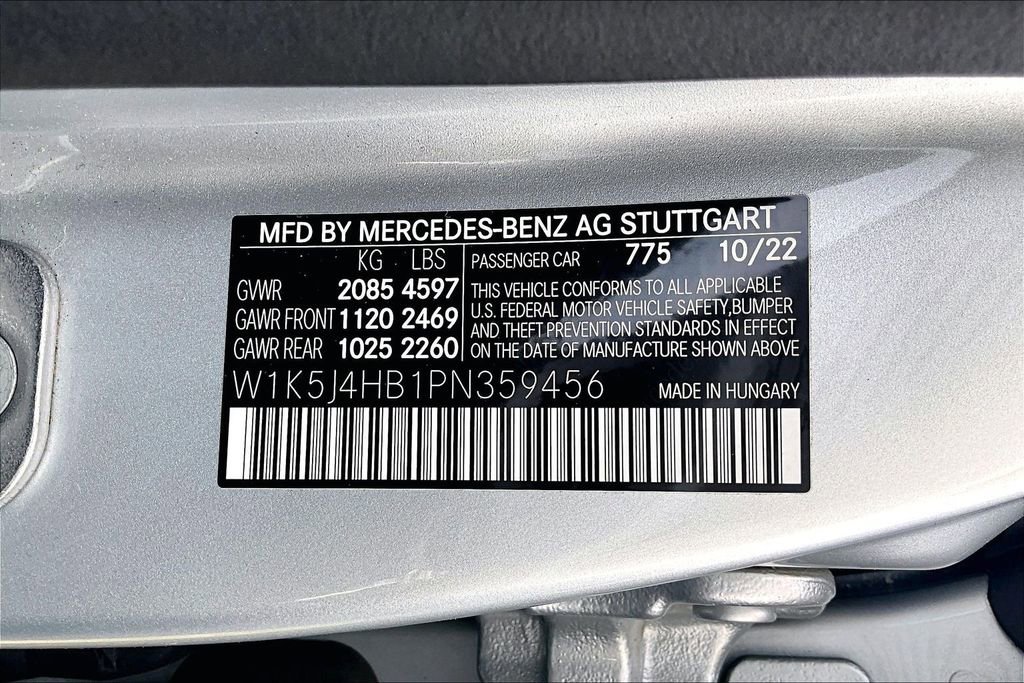 MFD BY MERCEDES-BENZ AG STUTTGART
KG LBS
GVWR 2085 4597
GAWR FRONT 1120 2469
GAWR REAR 1025 2260
PASSENGER CAR 775 10/22
THIS VEHICLE CONFORMS TO ALL APPLICABLE
U.S. FEDERAL MOTOR VEHICLE SAFETY,BUMPER
AND THEFT PREVENTION STANDARDS IN EFFECT
ON THE DATE OF MANUFACTURE SHOWN ABOVE
W1K5J4HB1PN359456
MADE IN HUNGARY